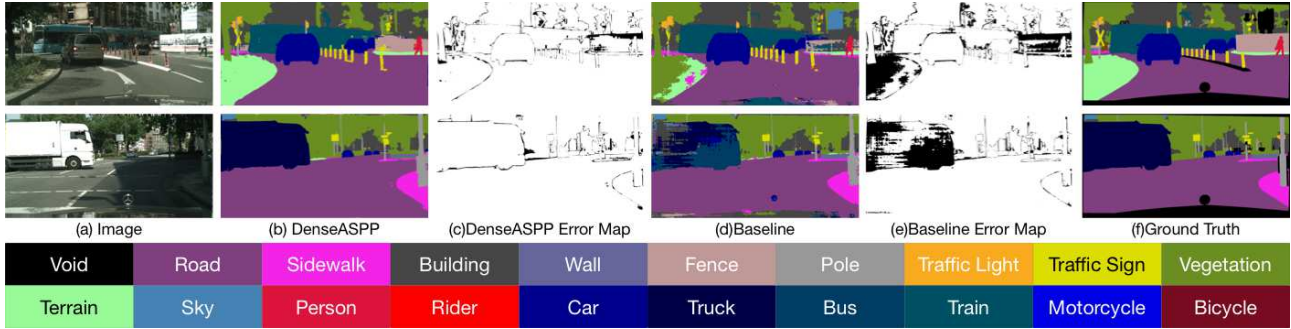 (a) Image (b) DenseASPP (c)DenseASPP Error Map (d)Baseline (e)Baseline Error Map (f)Ground Truth
Void Road Sidewalk Building Wall Fence Pole Traffic Light Traffic Sign Vegetation
Terrain Sky Person Rider Car Truck Bus Train Motorcycle Bicycle